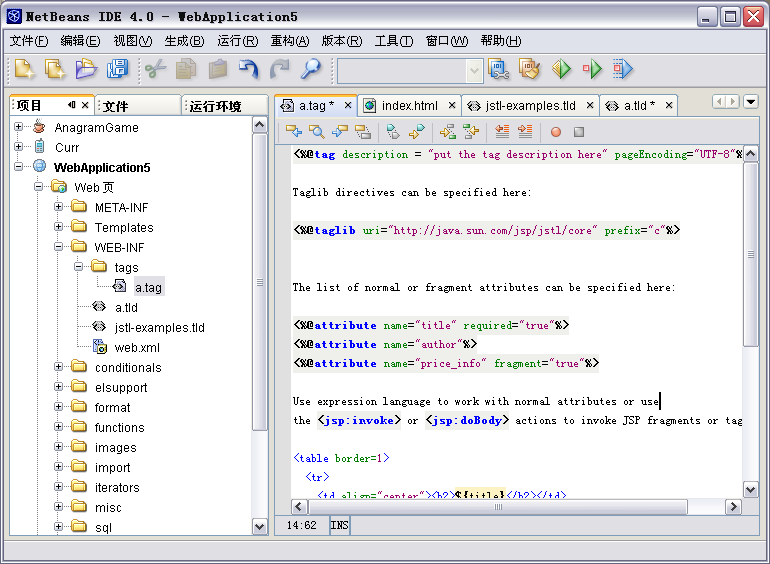 NetBeans IDE 4.0 - WebApplication5
文件(F) 编辑(E) 视图(V) 生成(B) 运行(R) 重构(A) 版本(R) 工具(T) 窗口(W) 帮助(H)
项目 文件 运行环境
AnagramGame
Curr
WebApplication5
Web 页
META-INF
Templates
WEB-INF
tags
a.tag
a.tld
jstl-examples.tld
web.xml
conditionals
elsupport
format
functions
images
import
iterators
misc
sql
a.tag * index.html jstl-examples.tld a.tld *
<%@tag description = "put the tag description here" pageEncoding="UTF-8"%
Taglib directives can be specified here:
<%@taglib uri="http://java.sun.com/jsp/jstl/core" prefix="c"%>
The list of normal or fragment attributes can be specified here:
<%@attribute name="title" required="true"%>
<%@attribute name="author"%>
<%@attribute name="price_info" fragment="true"%>
Use expression language to work with normal attributes or use
the <jsp:invoke> or <jsp:doBody> actions to invoke JSP fragments or tag
<table border=1>
<tr>
<td align="center"><h2>${title}</h2></td>
14:62 INS